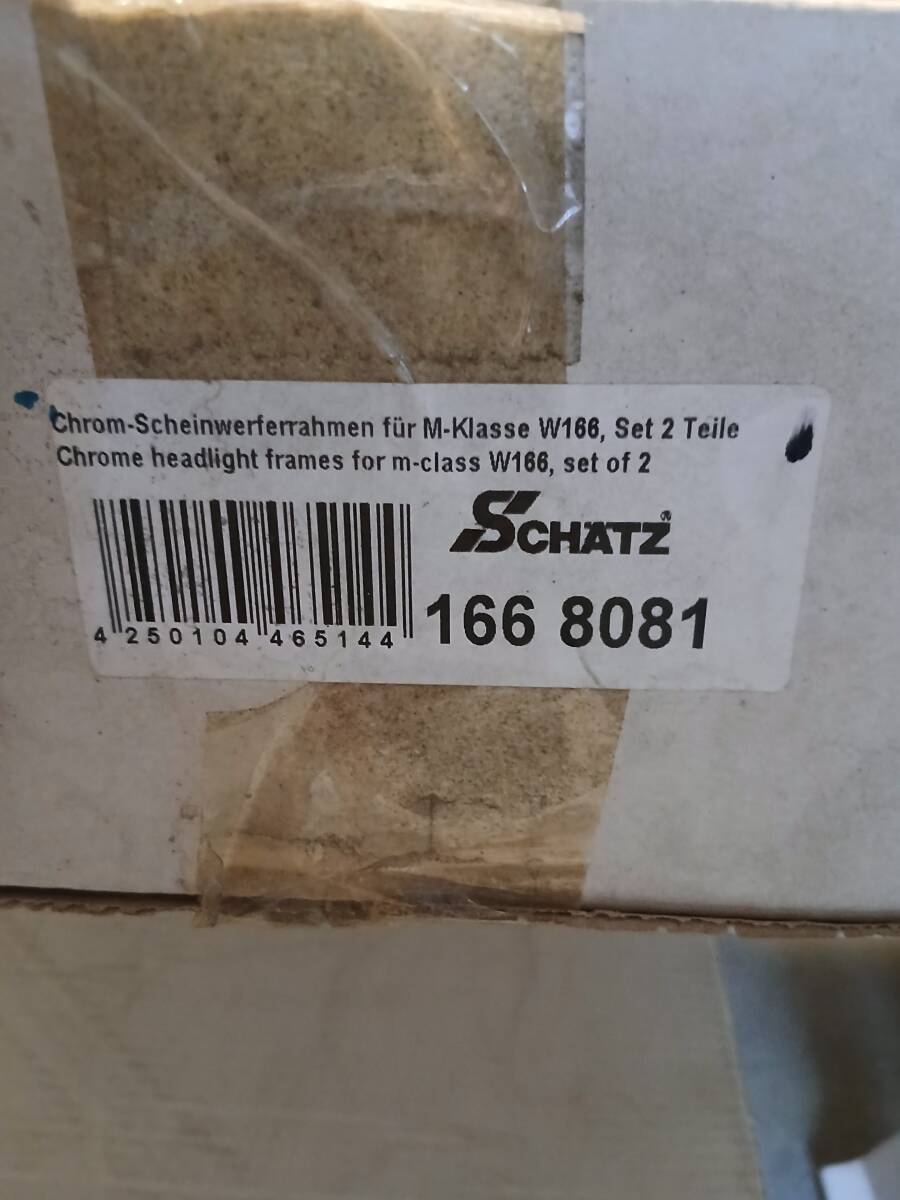 Chrom-Scheinwerferrahmen für M-Klasse W166, Set 2 Teile
Chrome headlight frames for m-class W166, set of 2
SCHÄTZ®
4 250104 465144
166 8081